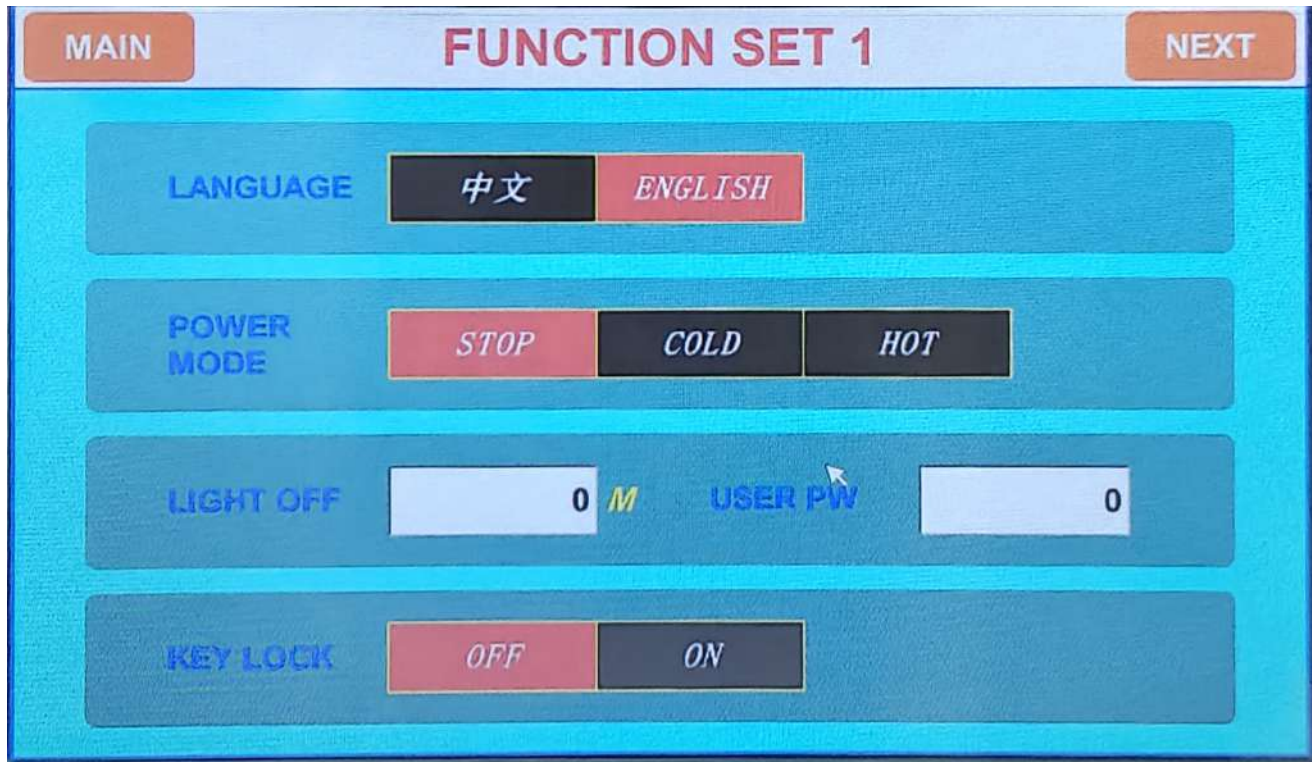 MAIN FUNCTION SET 1 NEXT
LANGUAGE 中文 ENGLISH
POWER
MODE STOP COLD HOT
LIGHT OFF 0 M USER PW 0
KEY LOCK OFF ON